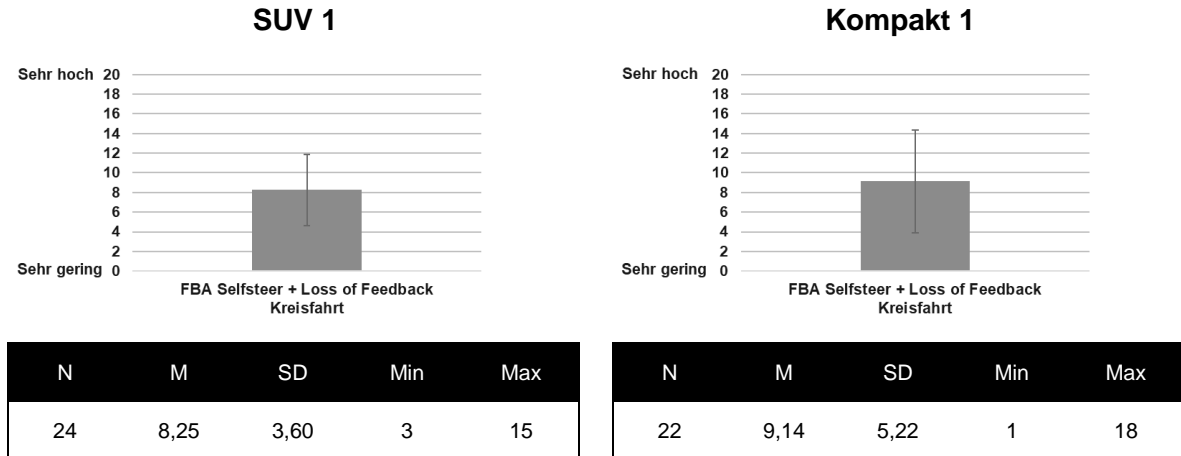 SUV 1
Sehr hoch 20
18
16
14
12
10
8
6
4
2
Sehr gering 0
FBA Selfsteer + Loss of Feedback
Kreisfahrt
N M SD Min Max
24 8,25 3,60 3 15
Kompakt 1
Sehr hoch 20
18
16
14
12
10
8
6
4
2
Sehr gering 0
FBA Selfsteer + Loss of Feedback
Kreisfahrt
N M SD Min Max
22 9,14 5,22 1 18